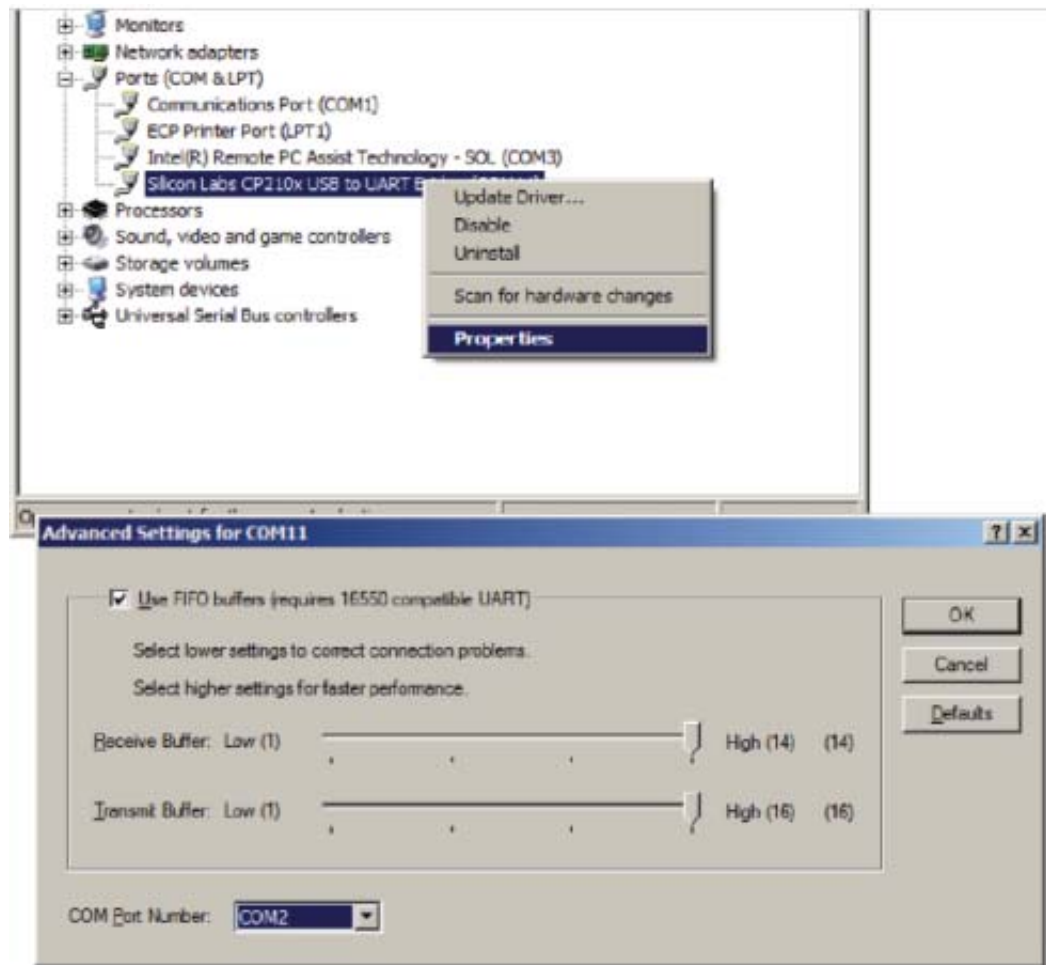 Monitors
Network adapters
Ports (COM & LPT)
Communications Port (COM1)
ECP Printer Port (LPT1)
Intel(R) Remote PC Assist Technology - SOL (COM3)
Silicon Labs CP210x USB to UART
Processors
Sound, video and game controllers
Storage volumes
System devices
Universal Serial Bus controllers
Update Driver...
Disable
Uninstall
Scan for hardware changes
Properties
Advanced Settings for COM11
Use FIFO buffers (requires 16550 compatible UART)
Select lower settings to correct connection problems.
Select higher settings for faster performance.
Receive Buffer: Low (1) High (14) (14)
Transmit Buffer: Low (1) High (16) (16)
COM Port Number: COM2
OK
Cancel
Defaults